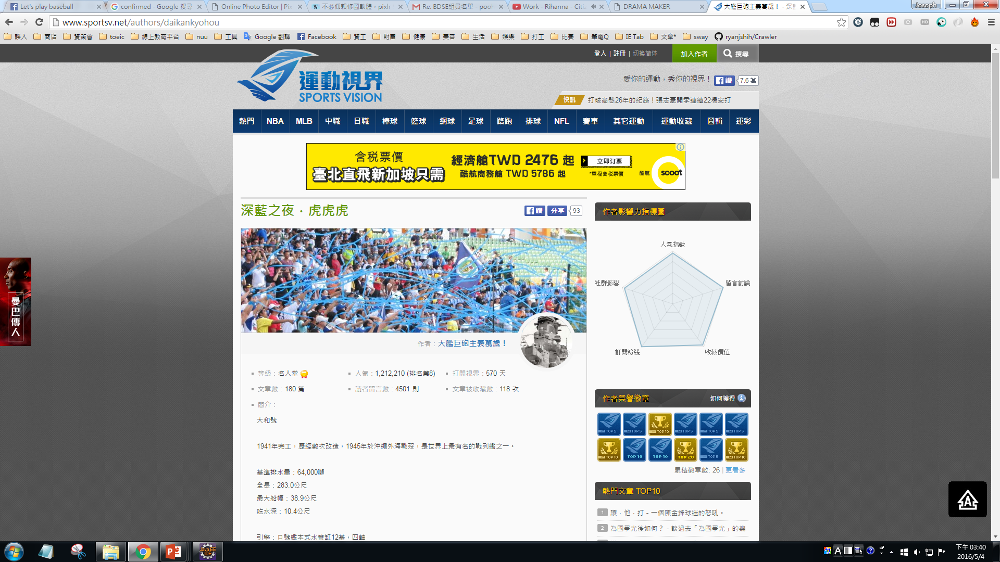 Let's play baseball
confirmed - Google 搜尋
Online Photo Editor | Pix
不必仰賴修圖軟體，pixlr
Re: BDSE組員名單 - pooh
Work - Rihanna - Citiz
DRAMA MAKER
大艦巨砲主義萬歲！ - 深藍
Josoph
www.sportsv.net/authors/daikankyohou
誤入
商店
資策會
toeic
線上教育平台
nuu
工具
Google 翻譯
Facebook
資工
財富
健康
美容
生活
娛樂
打工
比賽
筆電Q
IE Tab
文章*
sway
ryanjshih/Crawler
登入 | 註冊 | 切換简体
加入作者
搜尋
運動視界
SPORTS VISION
愛你的運動，秀你的視界！
讚
7.6 萬
快訊
打破高懸26年的紀錄！張志豪開季連續22場安打
熱門 NBA MLB 中職 日職 棒球 籃球 網球 足球 路跑 排球 NFL 賽車 其它運動 運動收藏 圖輯 運彩
含税票價
臺北直飛新加坡只需
經濟艙TWD 2476 起
酷航商務艙 TWD 5786 起
立即订票
*單程含税票價
酷航
scoot
深藍之夜．虎虎虎
讚 分享 93
作者：大艦巨砲主義萬歲！
等級：名人堂
人氣：1,212,210 (排名第8)
打開視界：570 天
文章數：180 篇
讀者留言數：4501 則
文章被收藏數：118 次
簡介：
大和號
1941年完工，歷經數次改造，1945年於沖繩外海戰歿，是世界上最有名的戰列艦之一。
基準排水量：64,000噸
全長：283.0公尺
最大船幅：38.9公尺
吃水深：10.4公尺
引擎：ロ號艦本式水管缸12基，四軸
作者影響力指標圖
人氣指數
社群影響
留言討論
訂閱粉絲
收藏價值
作者榮譽徽章
如何獲得
TOP 5
TOP 5
TOP 10
TOP 5
TOP 5
TOP 5
TOP 10
TOP 10
TOP 10
TOP 20
TOP 5
TOP 10
累積徽章數: 26 | 更看多
熱門文章 TOP10
1 讓．他．打 - 一個陳金鋒球迷的怒吼。
2 為國爭光後如何？ - 談過去「為國爭光」的幾
曼巴傳人
Java EE
IDE
下午 03:40
2016/5/4